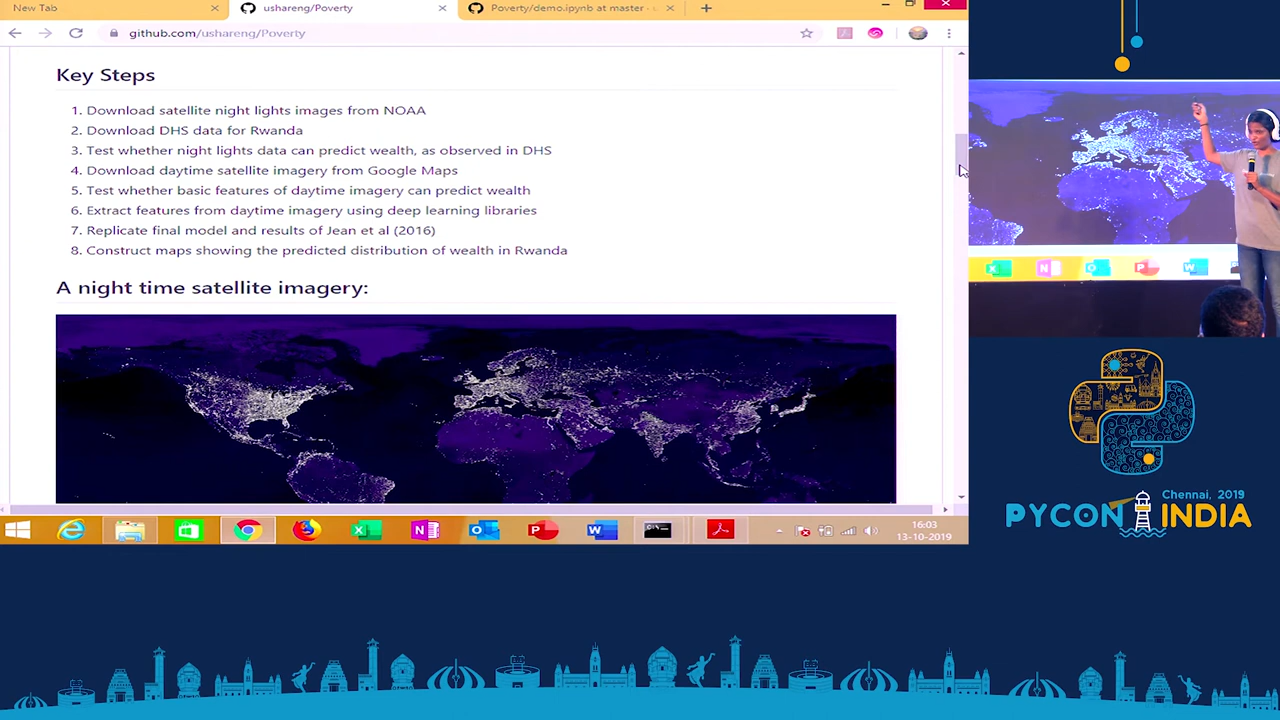 New Tab
ushareng/Poverty
Poverty/demo.ipynb at master
github.com/ushareng/Poverty
Key Steps
1. Download satellite night lights images from NOAA
2. Download DHS data for Rwanda
3. Test whether night lights data can predict wealth, as observed in DHS
4. Download daytime satellite imagery from Google Maps
5. Test whether basic features of daytime imagery can predict wealth
6. Extract features from daytime imagery using deep learning libraries
7. Replicate final model and results of Jean et al (2016)
8. Construct maps showing the predicted distribution of wealth in Rwanda
A night time satellite imagery:
16:03
13-10-2019
Chennai, 2019
PYCON INDIA